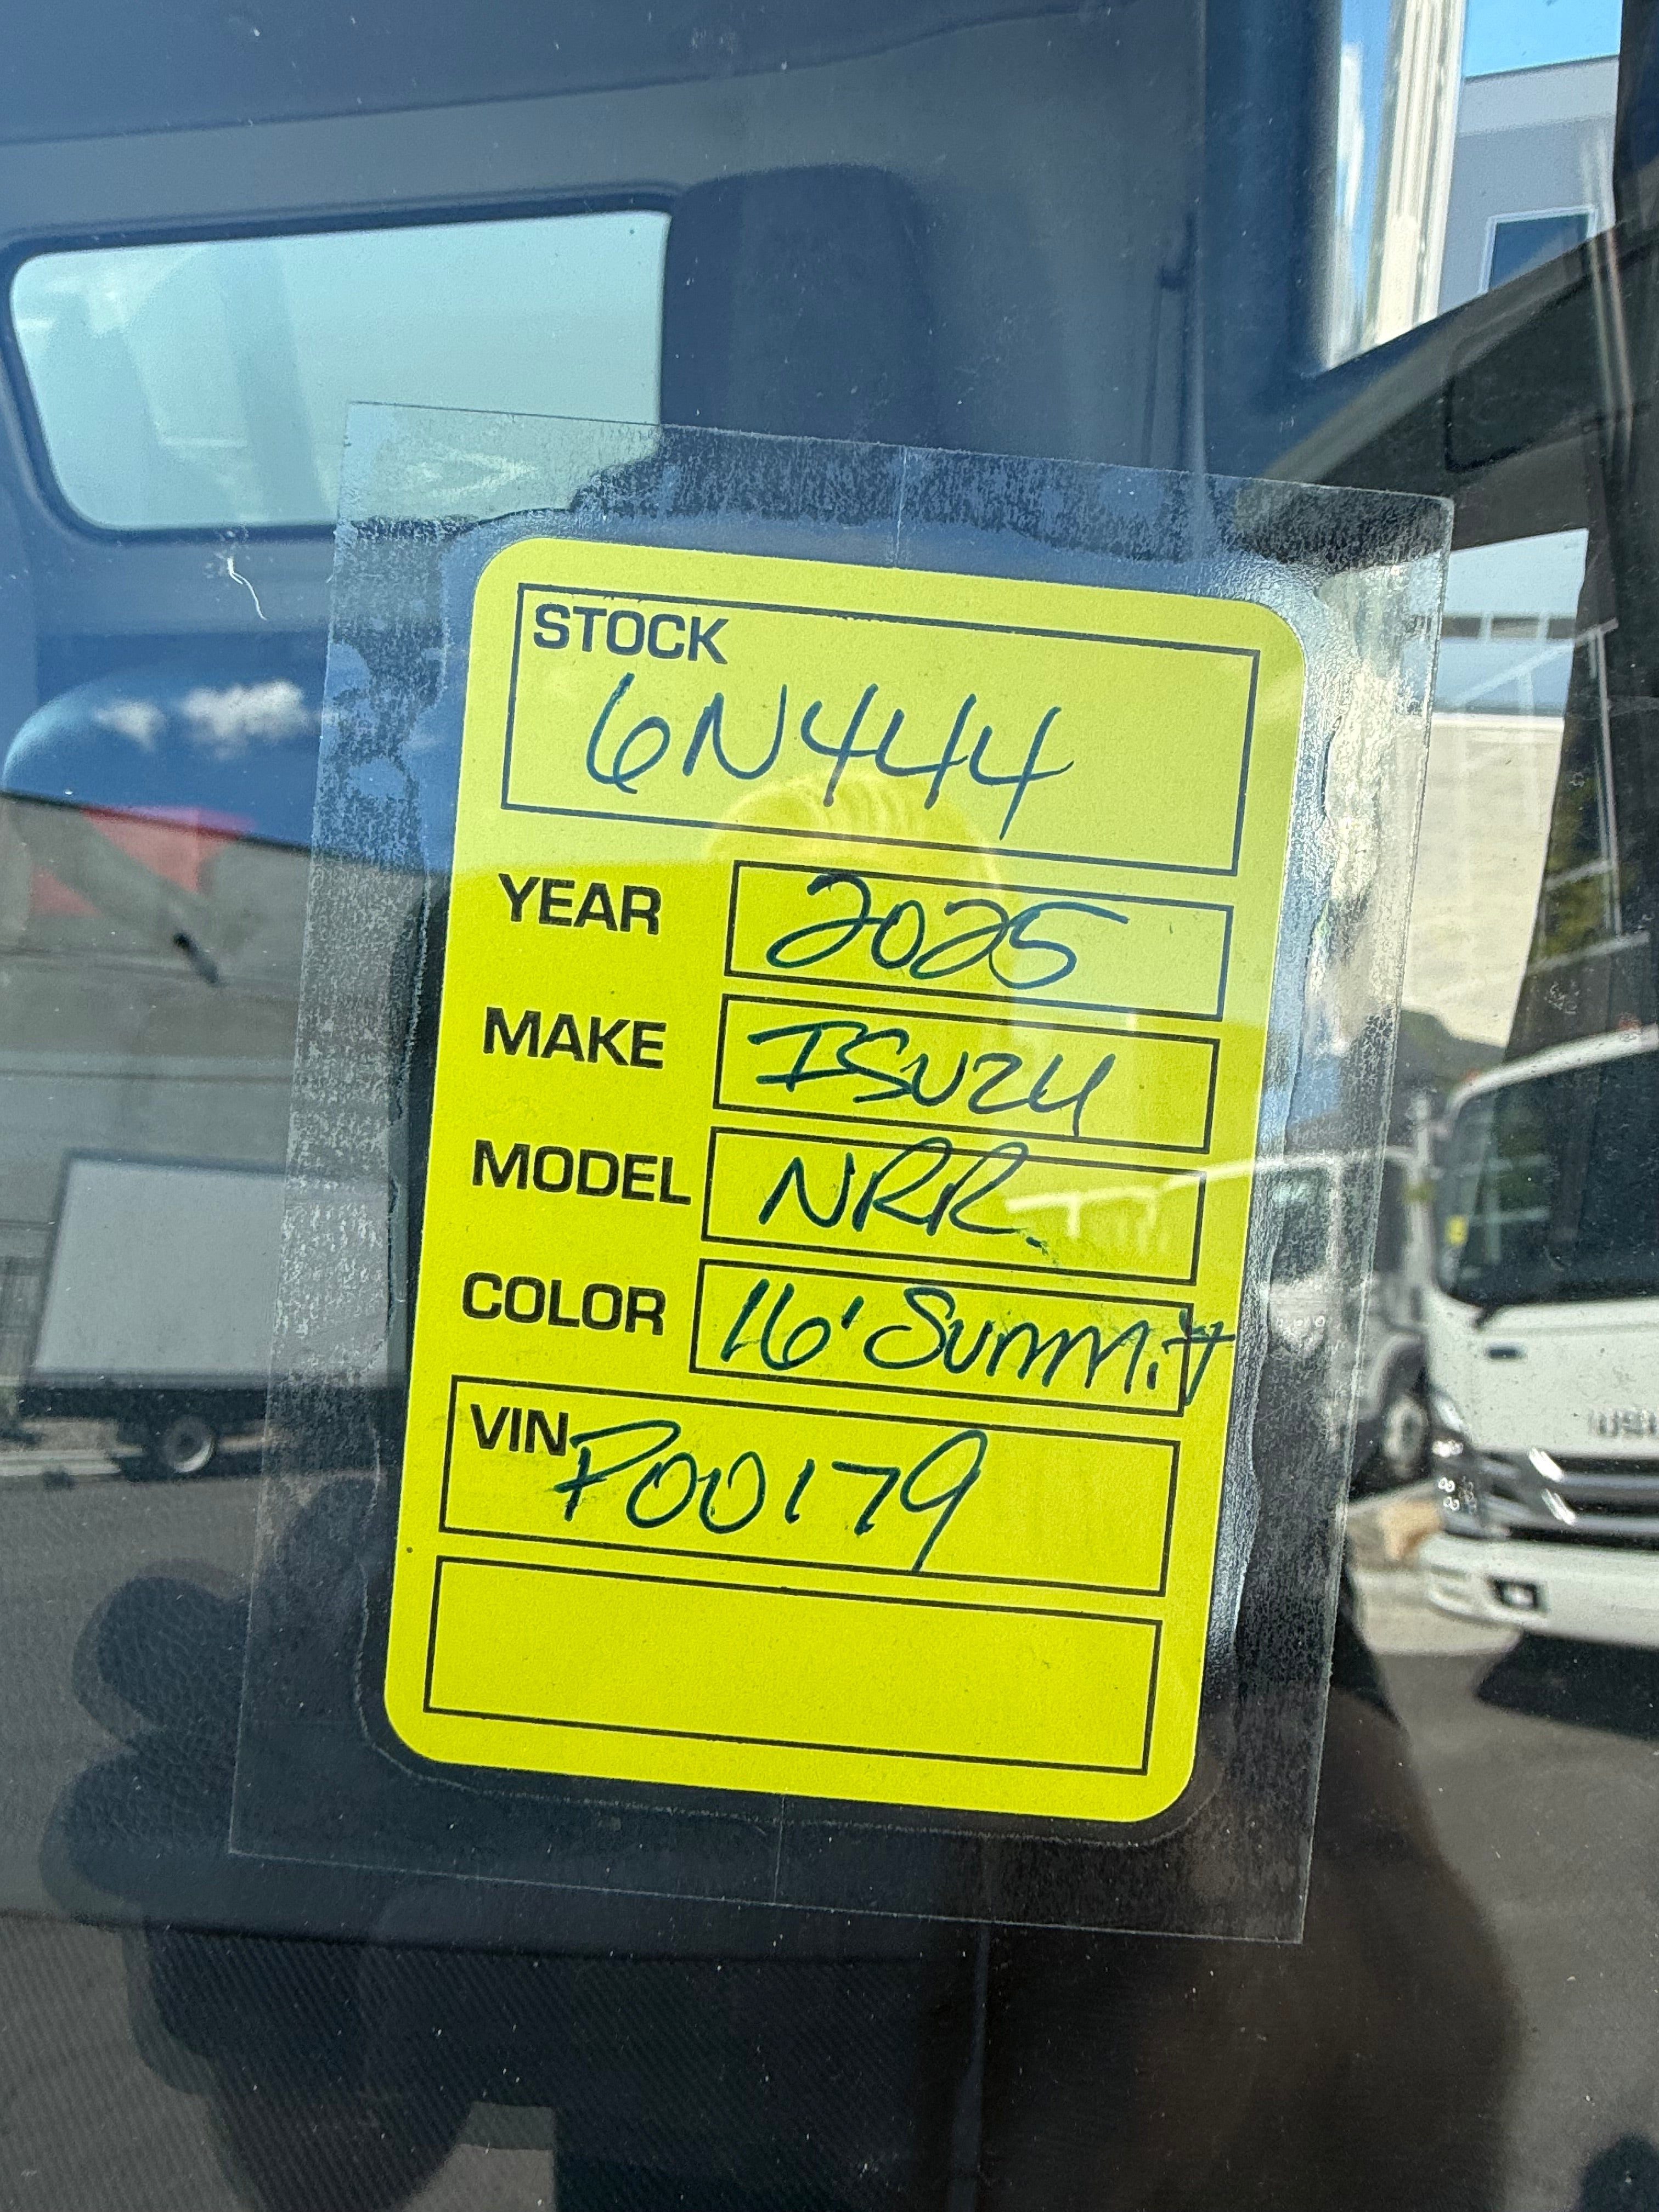 STOCK
6N444
YEAR 2025
MAKE ISUZU
MODEL NRR
COLOR 16' Summit
VIN P00179